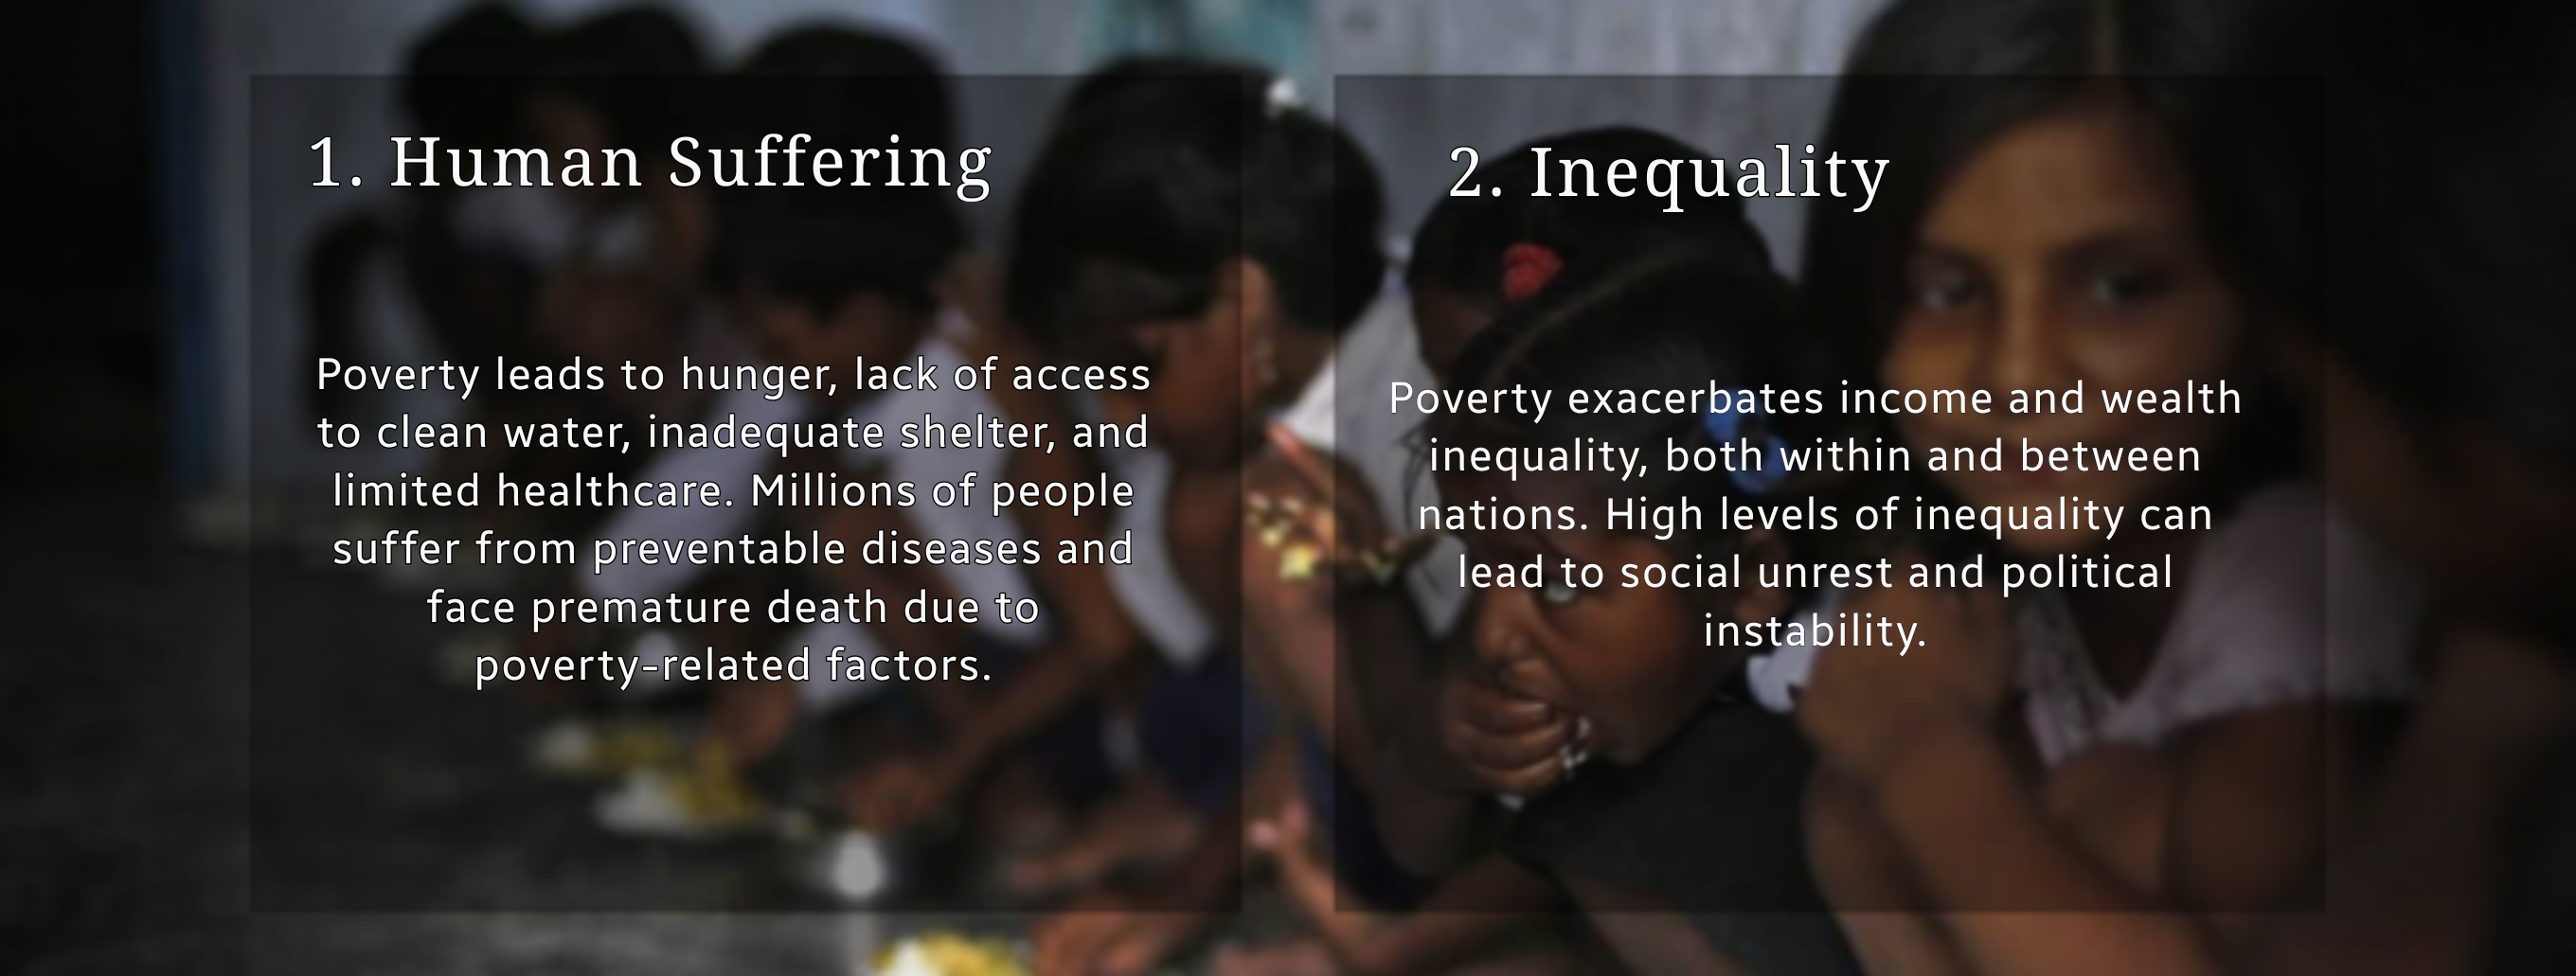 1. Human Suffering
Poverty leads to hunger, lack of access
to clean water, inadequate shelter, and
limited healthcare. Millions of people
suffer from preventable diseases and
face premature death due to
poverty-related factors.
2. Inequality
Poverty exacerbates income and wealth
inequality, both within and between
nations. High levels of inequality can
lead to social unrest and political
instability.